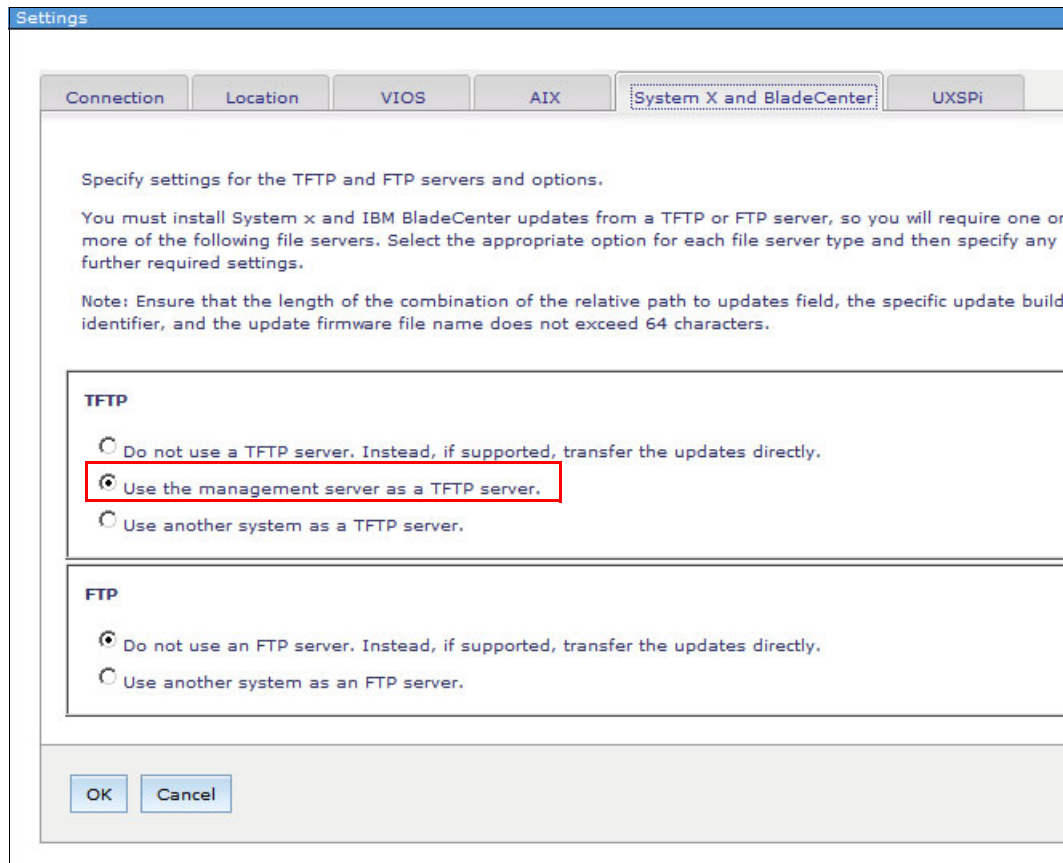 Settings
Connection
Location
VIOS
AIX
System X and BladeCenter
UXSPi
Specify settings for the TFTP and FTP servers and options.
You must install System x and IBM BladeCenter updates from a TFTP or FTP server, so you will require one or
more of the following file servers. Select the appropriate option for each file server type and then specify any
further required settings.
Note: Ensure that the length of the combination of the relative path to updates field, the specific update build
identifier, and the update firmware file name does not exceed 64 characters.
TFTP
Do not use a TFTP server. Instead, if supported, transfer the updates directly.
Use the management server as a TFTP server.
Use another system as a TFTP server.
FTP
Do not use an FTP server. Instead, if supported, transfer the updates directly.
Use another system as an FTP server.
OK
Cancel